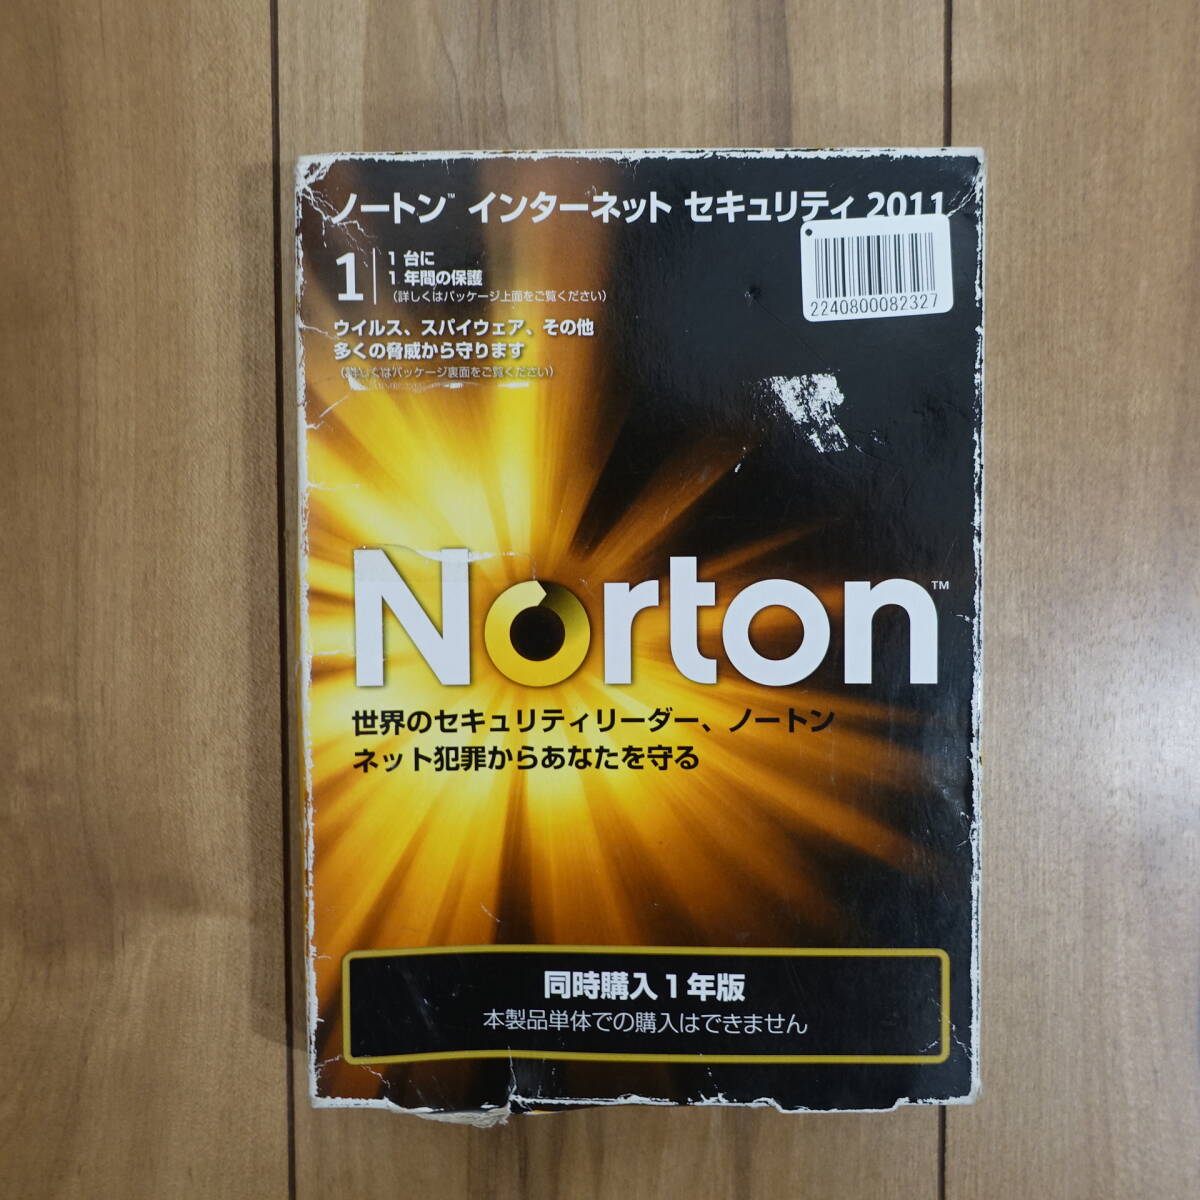 ノートン™ インターネット セキュリティ 2011
1
1 台に
1 年間の保護
(詳しくはパッケージ上面をご覧ください)
2240800082327
ウイルス、スパイウェア、その他
多くの脅威から守ります
(詳しくはパッケージ裏面をご覧ください)
Norton™
世界のセキュリティリーダー、ノートン
ネット犯罪からあなたを守る
同時購入 1 年版
本製品単体での購入はできません